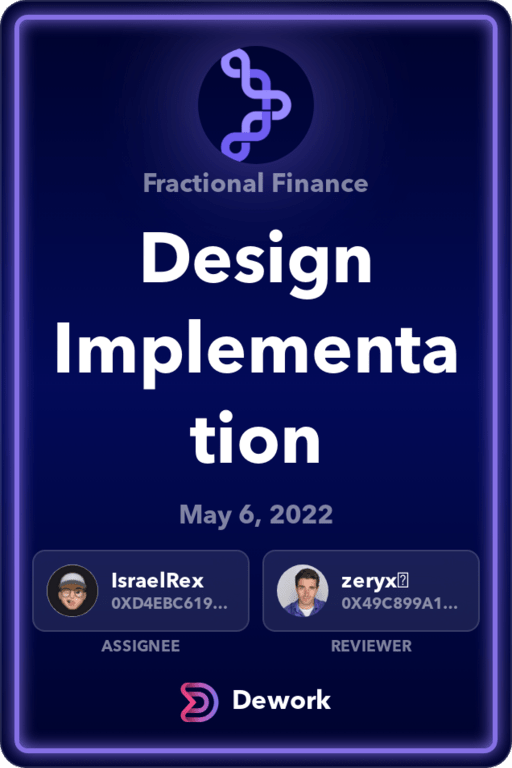 Fractional Finance
Design
Implementa
tion
May 6, 2022
IsraelRex
0XD4EBC619...
ASSIGNEE
zeryx
0X49C899A1...
REVIEWER
Dework